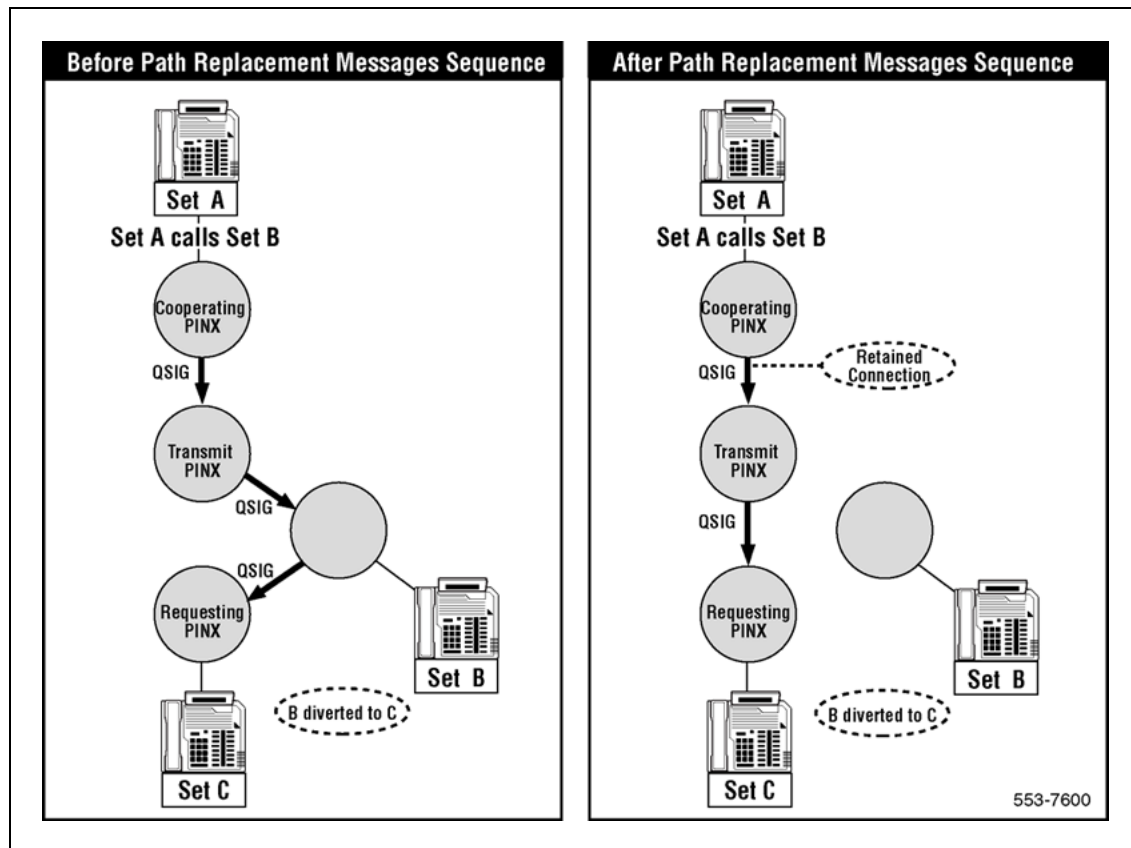 Before Path Replacement Messages Sequence
Set A
Set A calls Set B
Cooperating
PINX
QSIG
Transmit
PINX
QSIG
QSIG
Requesting
PINX
Set B
B diverted to C
Set C
After Path Replacement Messages Sequence
Set A
Set A calls Set B
Cooperating
PINX
Retained
Connection
QSIG
Transmit
PINX
QSIG
Requesting
PINX
Set B
B diverted to C
Set C
553-7600